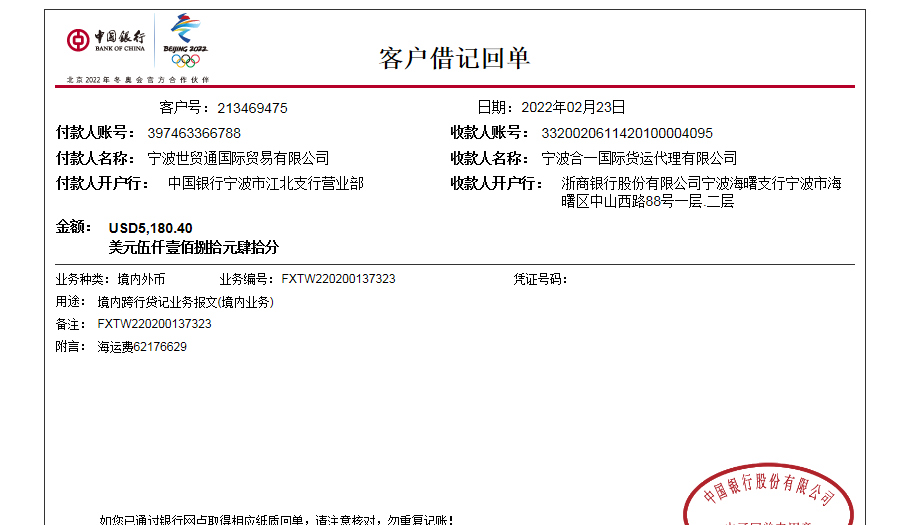 中国银行
BANK OF CHINA
BEIJING 2022
北京2022年冬奥会官方合作伙伴
客户借记回单
客户号：213469475 日期：2022年02月23日
付款人账号：397463366788 收款人账号：3320020611420100004095
付款人名称：宁波世贸通国际贸易有限公司 收款人名称：宁波合一国际货运代理有限公司
付款人开户行：中国银行宁波市江北支行营业部 收款人开户行：浙商银行股份有限公司宁波海曙支行宁波市海
曙区中山西路88号一层.二层
金额：USD5,180.40
美元伍仟壹佰捌拾元肆拾分
业务种类：境内外币 业务编号：FXTW220200137323 凭证号码：
用途：境内跨行贷记业务报文(境内业务)
备注：FXTW220200137323
附言：海运费62176629
中国银行股份有限公司
如您已通过银行网点取得相应纸质回单，请注意核对，勿重复记账！